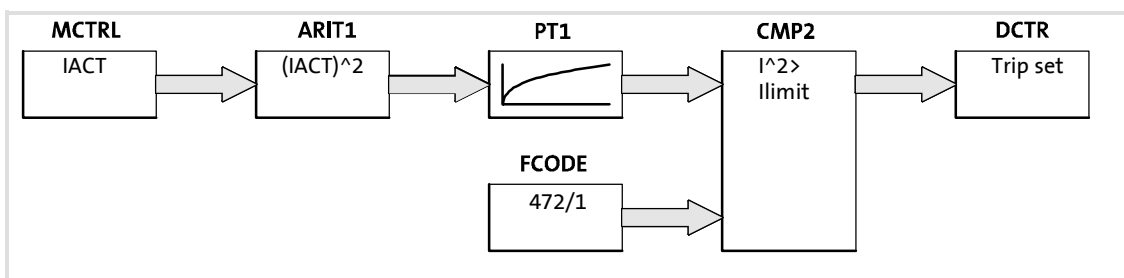 MCTRL ARIT1 PT1 CMP2 DCTR
IACT (IACT)^2 I^2> Trip set
Ilimit
FCODE
472/1